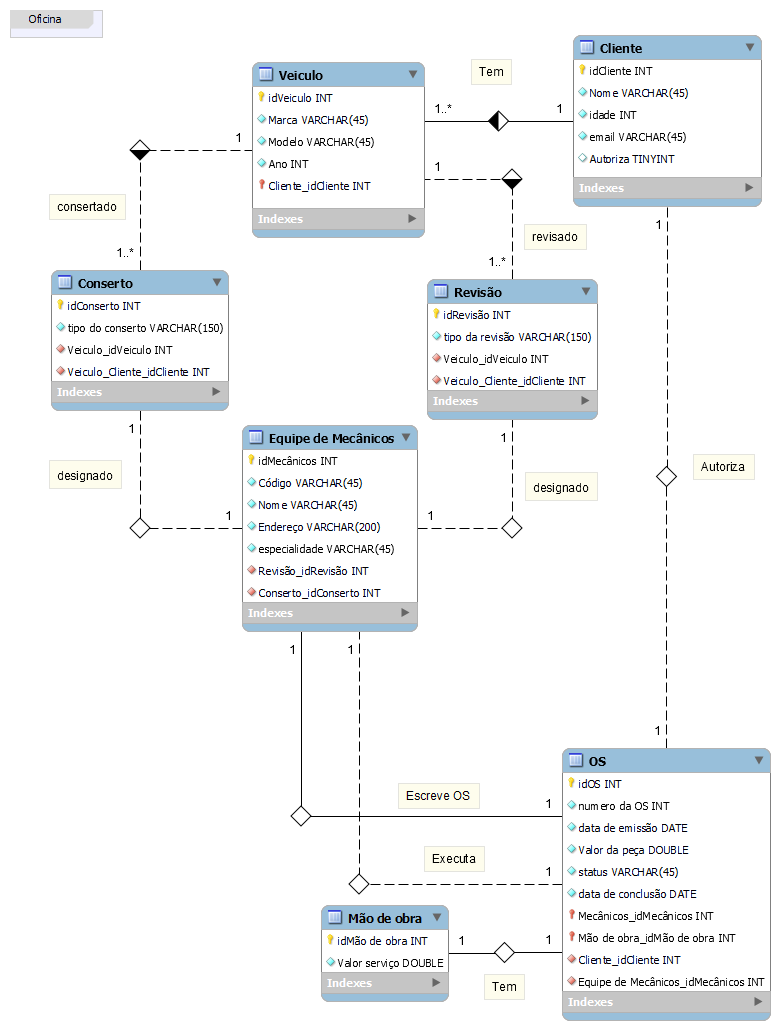 Oficina
Veiculo
idVeiculo INT
Marca VARCHAR(45)
Modelo VARCHAR(45)
Ano INT
Cliente_idCliente INT
Indexes
Tem
1..*
1
Cliente
idCliente INT
Nome VARCHAR(45)
idade INT
email VARCHAR(45)
Autoriza TINYINT
Indexes
1
consertado
1..*
1
revisado
1..*
Conserto
idConserto INT
tipo do conserto VARCHAR(150)
Veiculo_idVeiculo INT
Veiculo_Cliente_idCliente INT
Indexes
Revisão
idRevisão INT
tipo da revisão VARCHAR(150)
Veiculo_idVeiculo INT
Veiculo_Cliente_idCliente INT
Indexes
1
designado
1
1
designado
1
Equipe de Mecânicos
idMecânicos INT
Código VARCHAR(45)
Nome VARCHAR(45)
Endereço VARCHAR(200)
especialidade VARCHAR(45)
Revisão_idRevisão INT
Conserto_idConserto INT
Indexes
1
Autoriza
1
1
Escreve OS
1
1
Executa
1
OS
idOS INT
numero da OS INT
data de emissão DATE
Valor da peça DOUBLE
status VARCHAR(45)
data de conclusão DATE
Mecânicos_idMecânicos INT
Mão de obra_idMão de obra INT
Cliente_idCliente INT
Equipe de Mecânicos_idMecânicos INT
Indexes
Mão de obra
idMão de obra INT
Valor serviço DOUBLE
Indexes
1
1
Tem